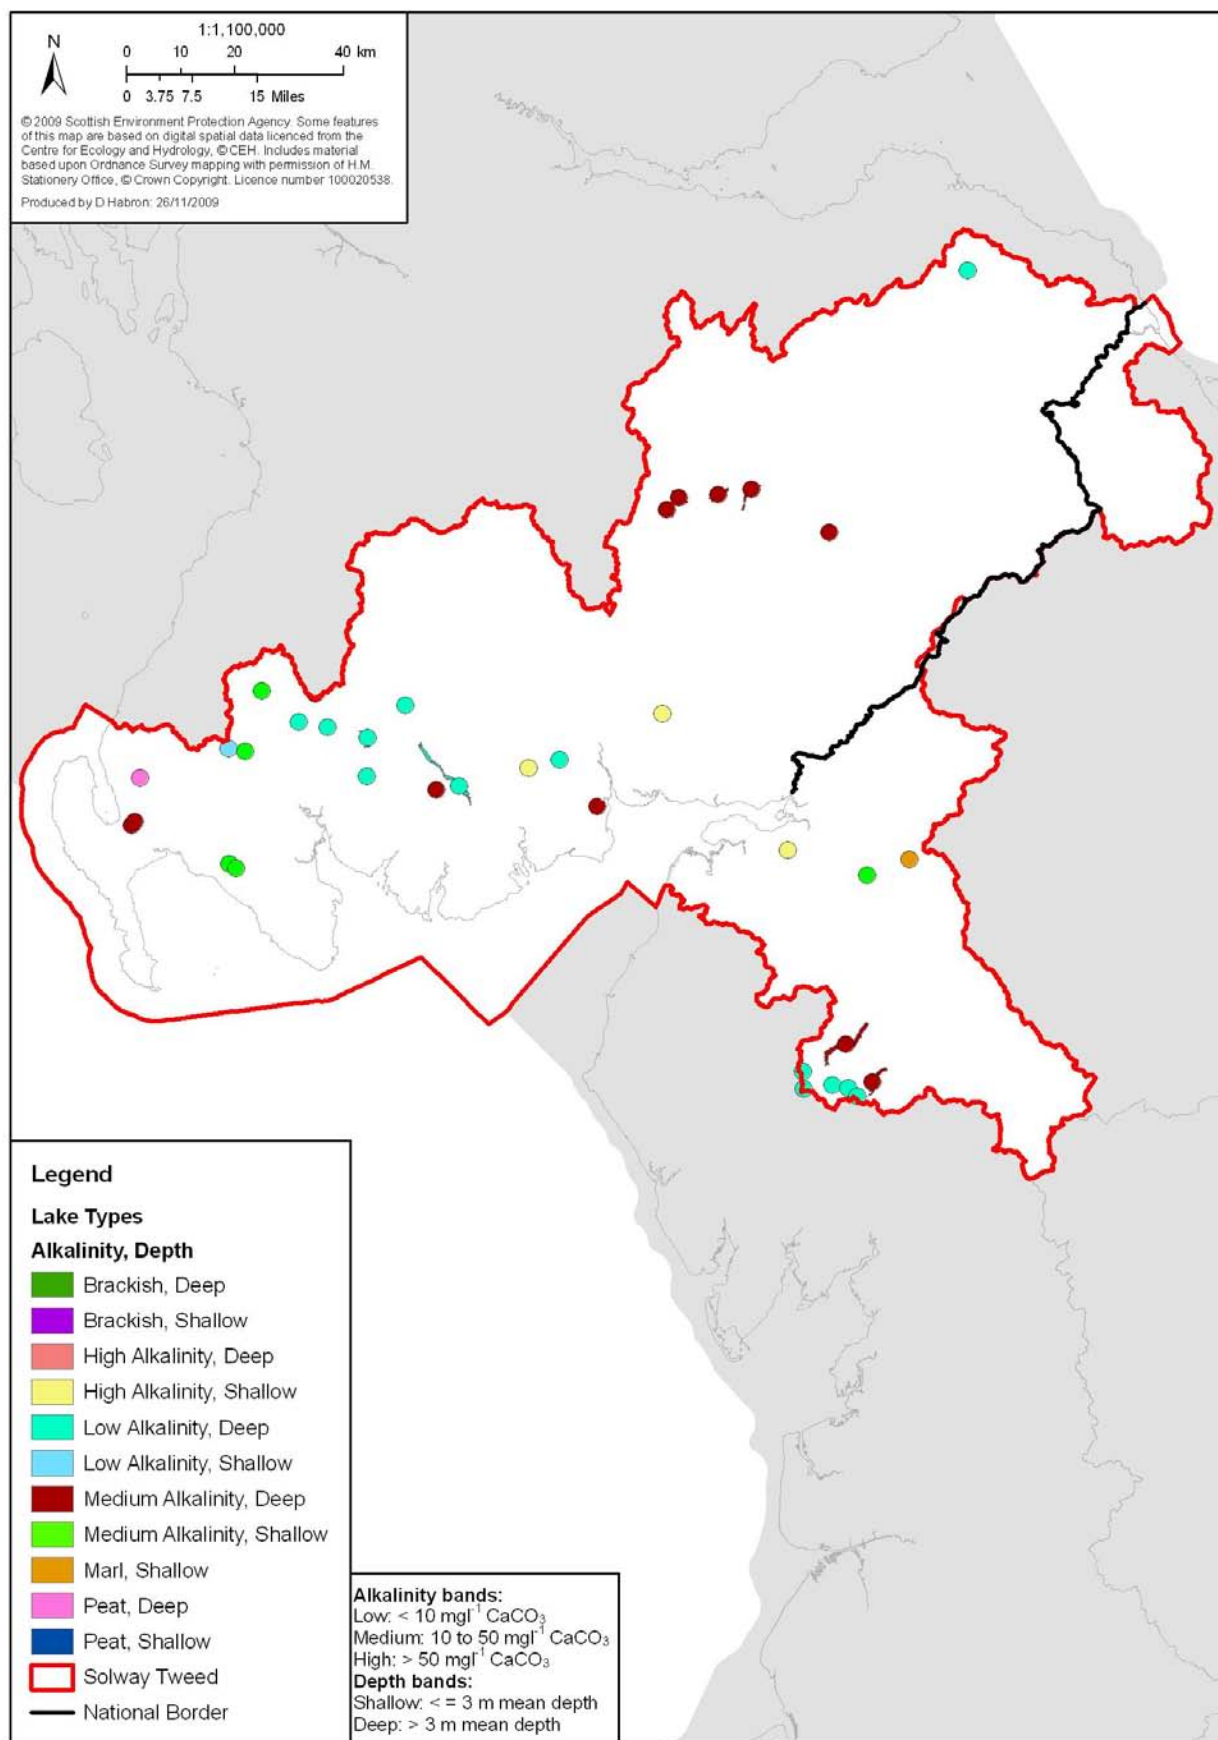 1:1,100,000
N
0 10 20 40 km
0 3.75 7.5 15 Miles
© 2009 Scottish Environment Protection Agency. Some features
of this map are based on digital spatial data licenced from the
Centre for Ecology and Hydrology, © CEH. Includes material
based upon Ordnance Survey mapping with permission of H.M.
Stationery Office, © Crown Copyright. Licence number 100020538.
Produced by D Habron: 26/11/2009
Legend
Lake Types
Alkalinity, Depth
Brackish, Deep
Brackish, Shallow
High Alkalinity, Deep
High Alkalinity, Shallow
Low Alkalinity, Deep
Low Alkalinity, Shallow
Medium Alkalinity, Deep
Medium Alkalinity, Shallow
Marl, Shallow
Peat, Deep
Peat, Shallow
Solway Tweed
National Border
Alkalinity bands:
Low: < 10 mgl⁻¹ CaCO₃
Medium: 10 to 50 mgl⁻¹ CaCO₃
High: > 50 mgl⁻¹ CaCO₃
Depth bands:
Shallow: < = 3 m mean depth
Deep: > 3 m mean depth